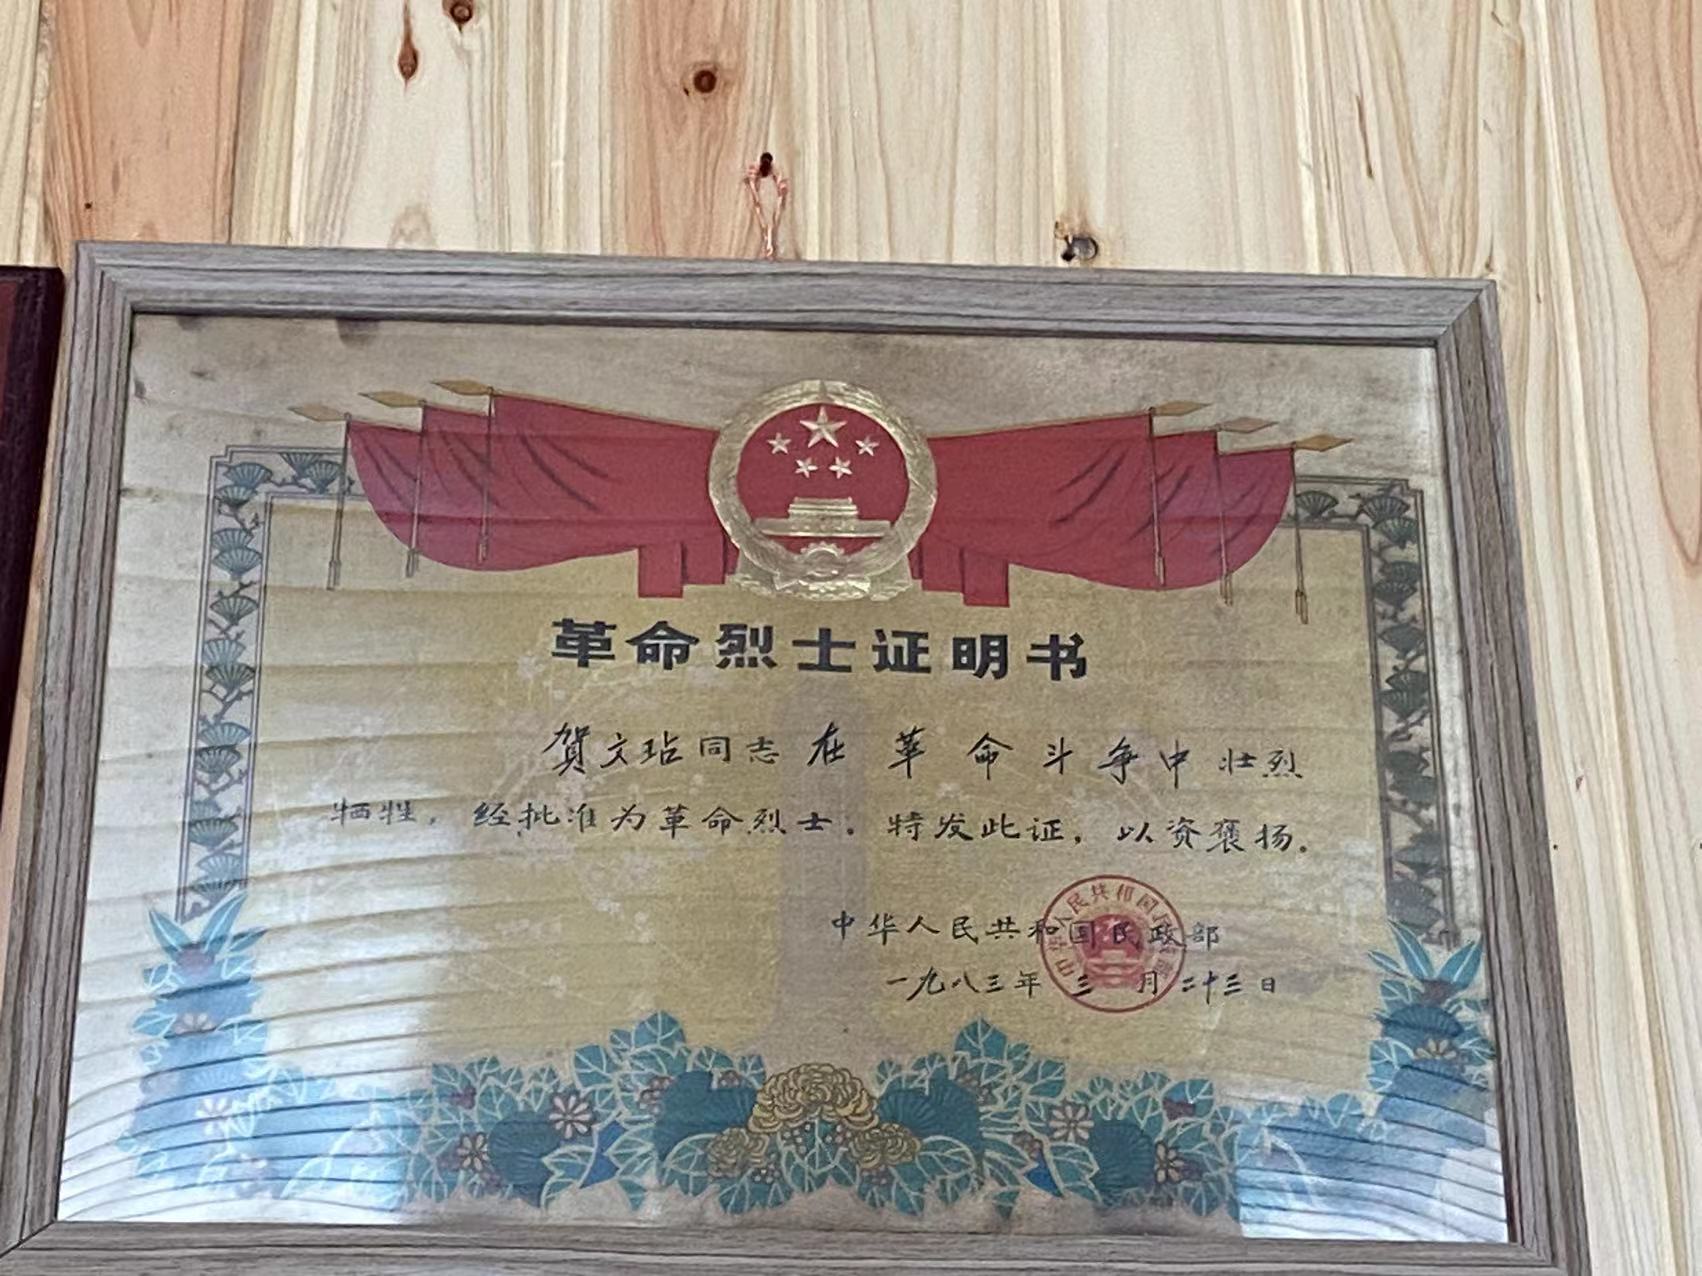 革命烈士证明书
贺文玷同志在革命斗争中壮烈
牺牲，经批准为革命烈士。特发此证，以资褒扬。
中华人民共和国民政部
一九八三年三月二十三日